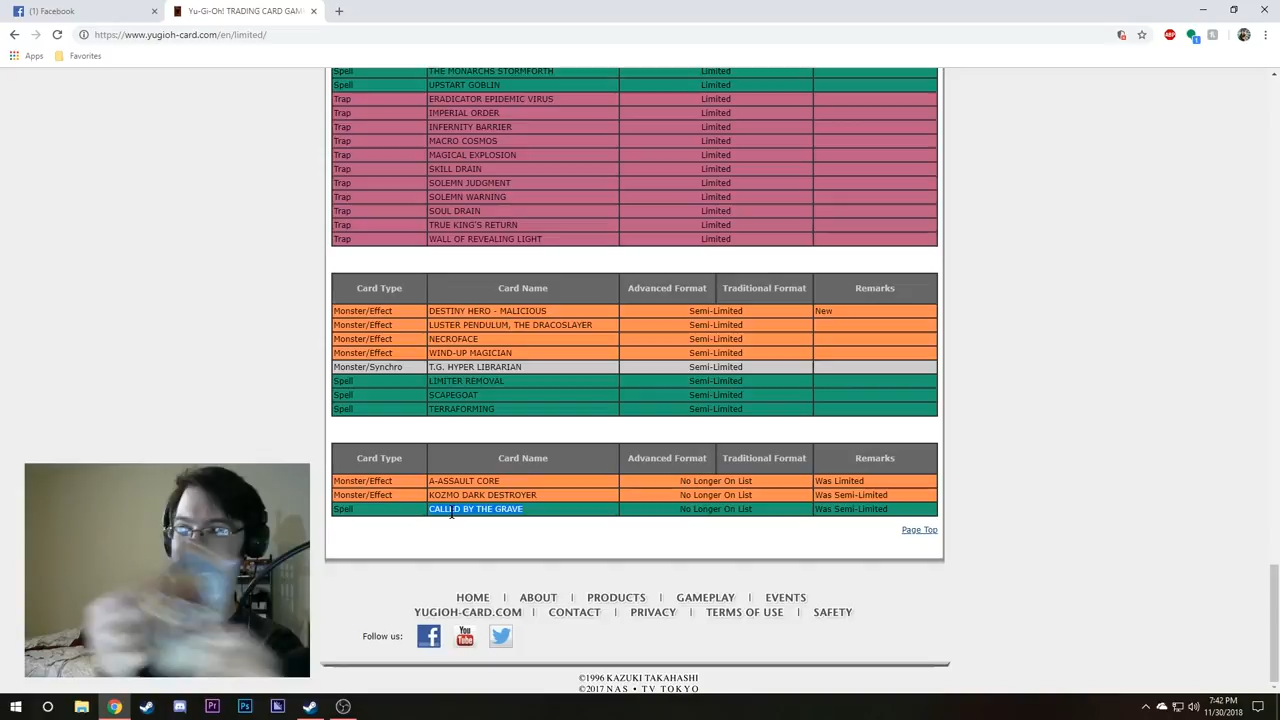 (1) Facebook
Yu-Gi-Oh! TRADING CARD GAM
https://www.yugioh-card.com/en/limited/
Apps Favorites
Spell THE MONARCHS STORMFORTH Limited
Spell UPSTART GOBLIN Limited
Trap ERADICATOR EPIDEMIC VIRUS Limited
Trap IMPERIAL ORDER Limited
Trap INFERNITY BARRIER Limited
Trap MACRO COSMOS Limited
Trap MAGICAL EXPLOSION Limited
Trap SKILL DRAIN Limited
Trap SOLEMN JUDGMENT Limited
Trap SOLEMN WARNING Limited
Trap SOUL DRAIN Limited
Trap TRUE KING'S RETURN Limited
Trap WALL OF REVEALING LIGHT Limited
Card Type Card Name Advanced Format Traditional Format Remarks
Monster/Effect DESTINY HERO - MALICIOUS Semi-Limited New
Monster/Effect LUSTER PENDULUM, THE DRACOSLAYER Semi-Limited
Monster/Effect NECROFACE Semi-Limited
Monster/Effect WIND-UP MAGICIAN Semi-Limited
Monster/Synchro T.G. HYPER LIBRARIAN Semi-Limited
Spell LIMITER REMOVAL Semi-Limited
Spell SCAPEGOAT Semi-Limited
Spell TERRAFORMING Semi-Limited
Card Type Card Name Advanced Format Traditional Format Remarks
Monster/Effect A-ASSAULT CORE No Longer On List Was Limited
Monster/Effect KOZMO DARK DESTROYER No Longer On List Was Semi-Limited
Spell CALLED BY THE GRAVE No Longer On List Was Semi-Limited
Page Top
HOME | ABOUT | PRODUCTS | GAMEPLAY | EVENTS
YUGIOH-CARD.COM | CONTACT | PRIVACY | TERMS OF USE | SAFETY
Follow us:
You Tube
©1996 KAZUKI TAKAHASHI
©2017 NAS • TV TOKYO
7:42 PM
11/30/2018